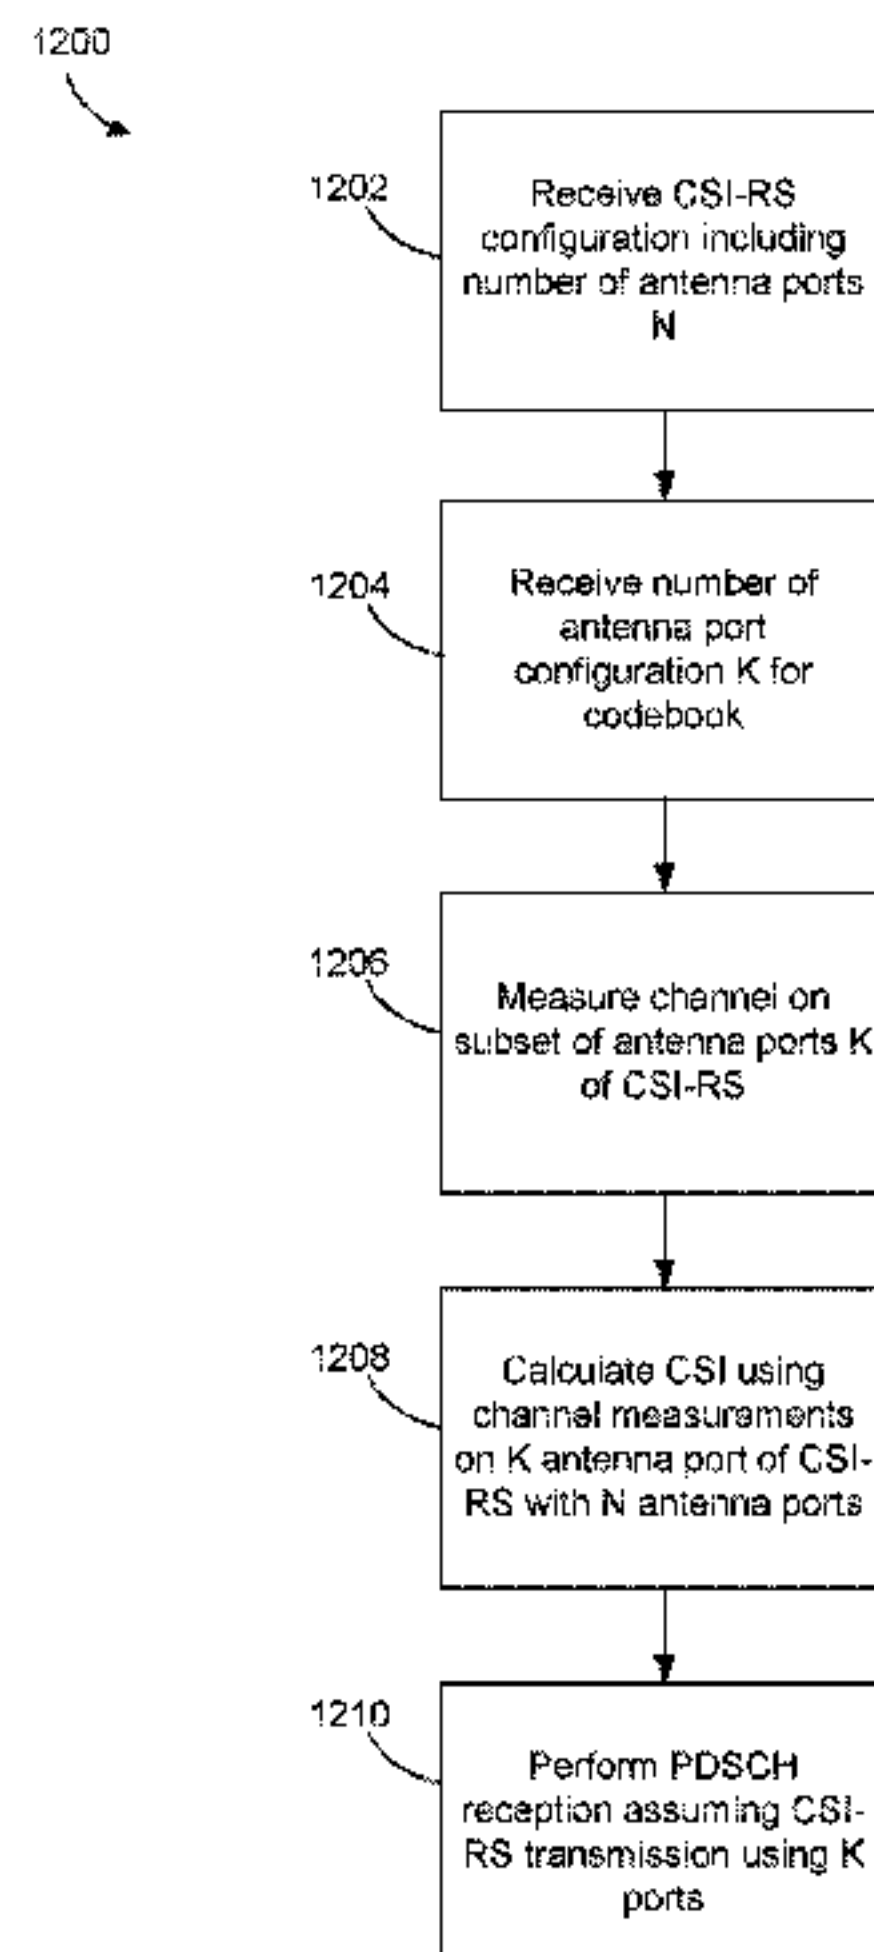 1200
1202
Receive CSI-RS
configuration including
number of antenna ports
N
1204
Receive number of
antenna port
configuration K for
codebook
1206
Measure channel on
subset of antenna ports K
of CSI-RS
1208
Calculate CSI using
channel measurements
on K antenna port of CSI-
RS with N antenna ports
1210
Perform PDSCH
reception assuming CSI-
RS transmission using K
ports